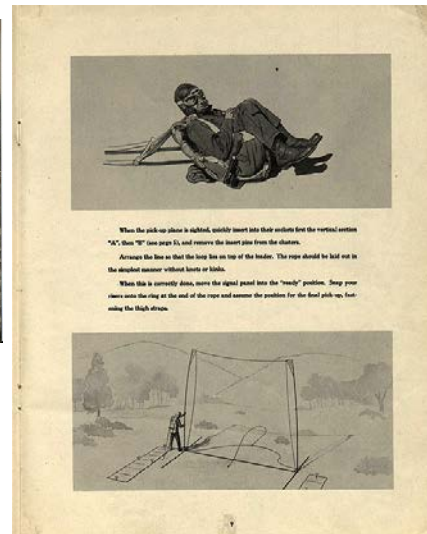 When the pick-up plane is sighted, quickly insert into their sockets first the vertical section
"A", then "B" (see page 5), and remove the insert pins from the chutes.
Arrange the line so that the loop lies on top of the leader. The rope should be laid out in
the simplest manner without knots or kinks.
When this is correctly done, move the signal panel into the "ready" position. Snap your
risers onto the ring at the end of the rope and assume the position for the final pick-up, fast-
ening the thigh straps.